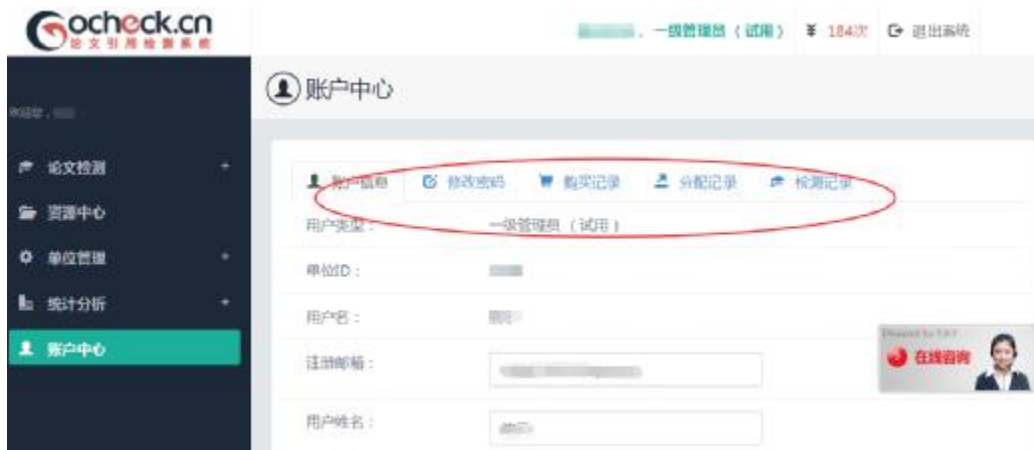 Gocheck.cn
论文引用检测系统
，一级管理员（试用） ¥ 184次 退出系统
账户中心
欢迎您，
论文检测 +
资源中心
单位管理 +
统计分析 +
账户中心
账户信息 修改密码 购买记录 分配记录 检测记录
用户类型： 一级管理员（试用）
单位ID：
用户名：
注册邮箱：
用户姓名：
在线咨询